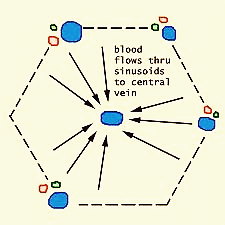 blood
flows thru
sinusoids
to central
vein